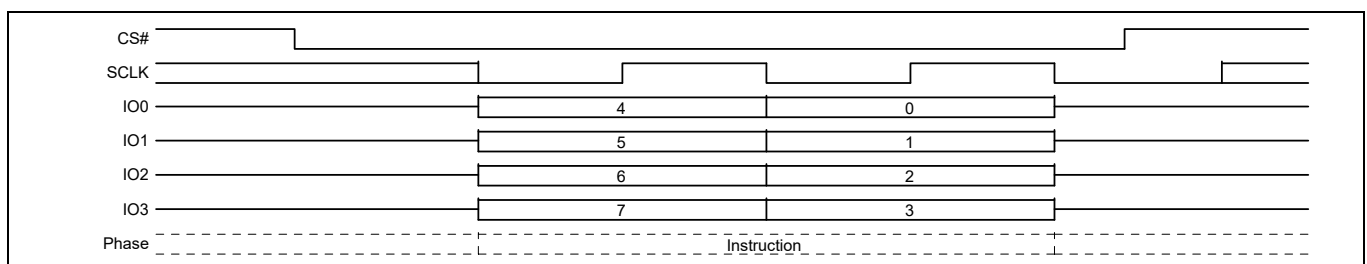 CS#
SCLK
IO0 4 0
IO1 5 1
IO2 6 2
IO3 7 3
Phase Instruction